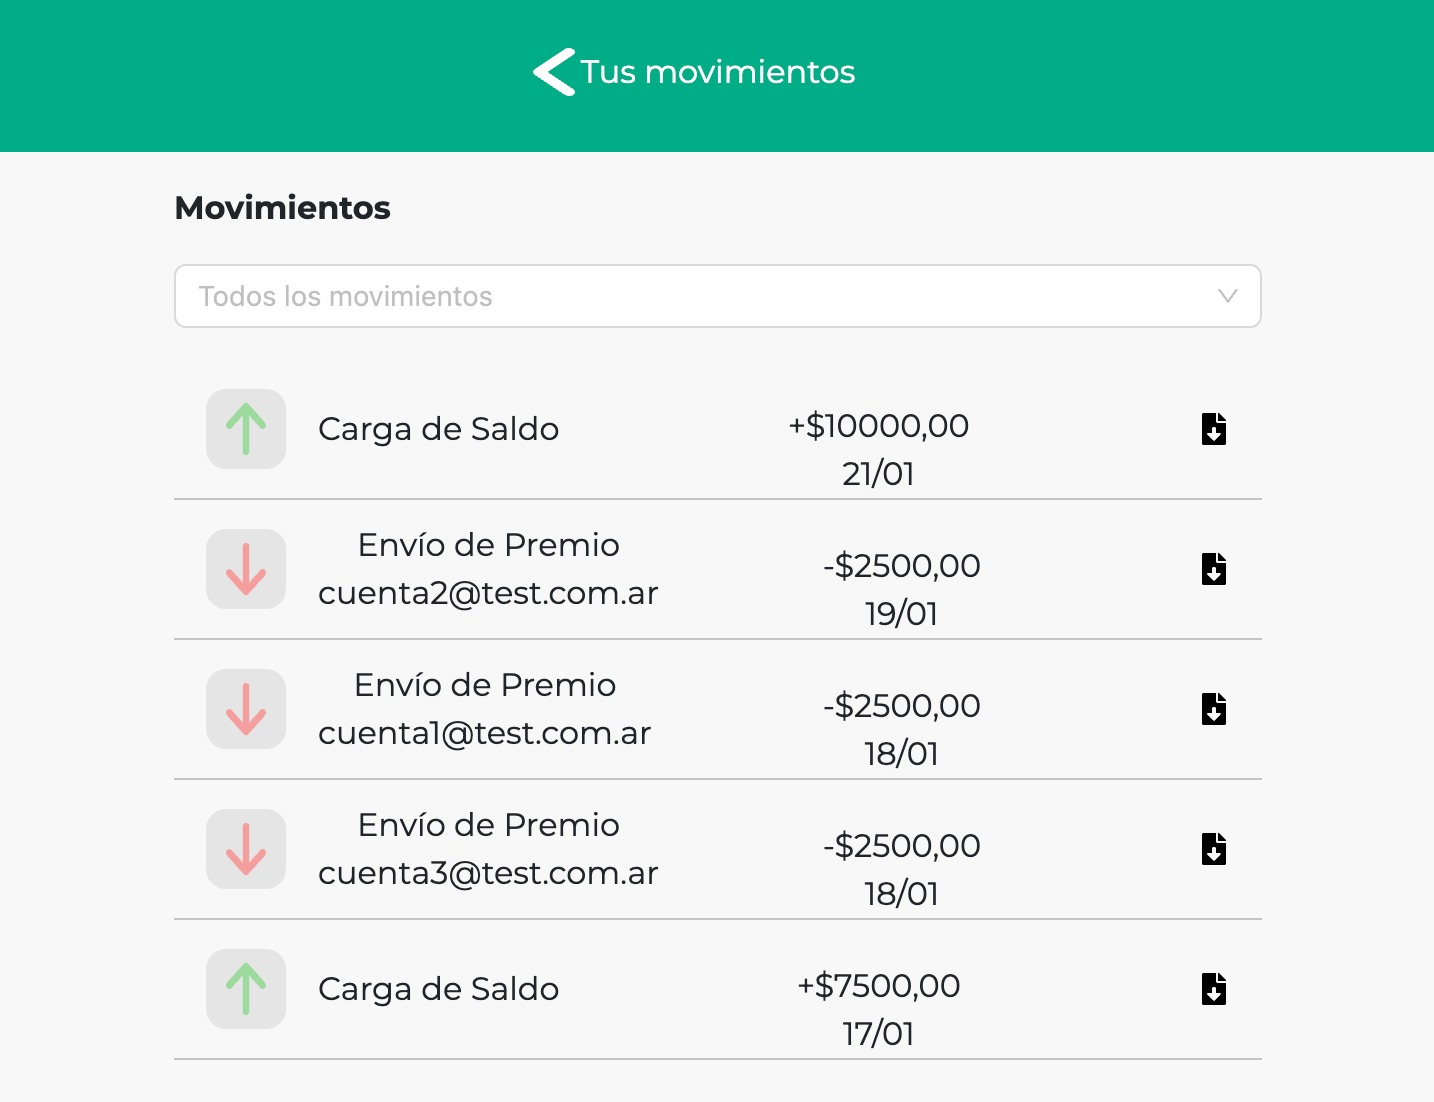 Tus movimientos
Movimientos
Todos los movimientos
Carga de Saldo
+$10000,00
21/01
Envío de Premio
cuenta2@test.com.ar
-$2500,00
19/01
Envío de Premio
cuenta1@test.com.ar
-$2500,00
18/01
Envío de Premio
cuenta3@test.com.ar
-$2500,00
18/01
Carga de Saldo
+$7500,00
17/01